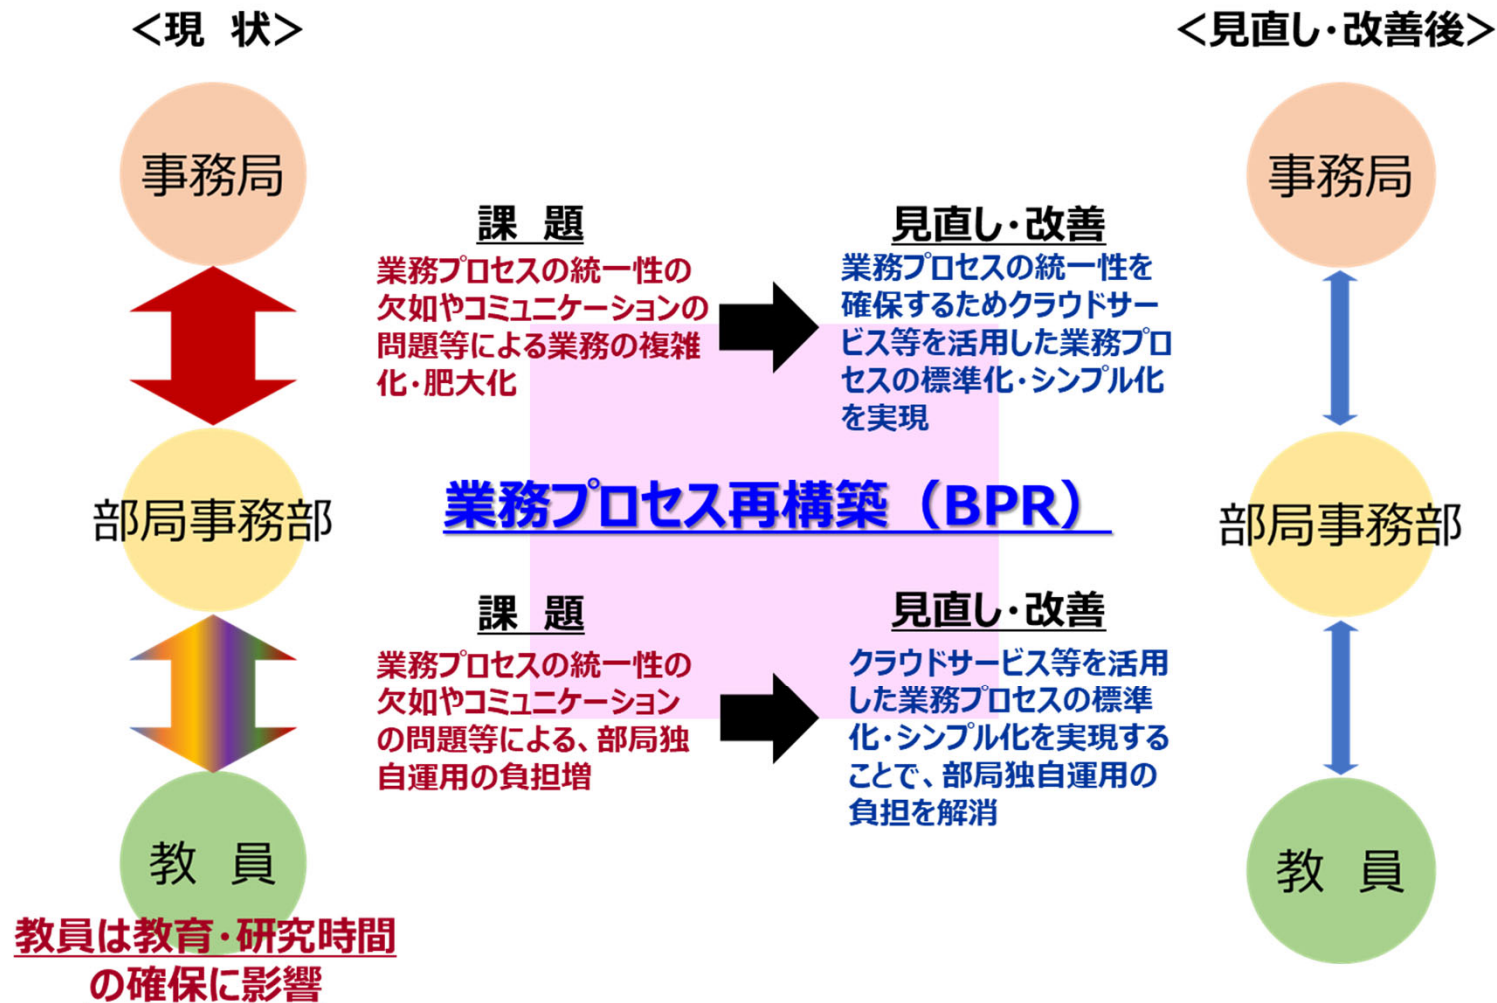 ＜現　状＞
事務局
部局事務部
教　員
教員は教育・研究時間
の確保に影響
課　題
業務プロセスの統一性の
欠如やコミュニケーションの
問題等による業務の複雑
化・肥大化
見直し・改善
業務プロセスの統一性を
確保するためクラウドサー
ビス等を活用した業務プロ
セスの標準化・シンプル化
を実現
業務プロセス再構築（BPR）
課　題
業務プロセスの統一性の
欠如やコミュニケーション
の問題等による、部局独
自運用の負担増
見直し・改善
クラウドサービス等を活用
した業務プロセスの標準
化・シンプル化を実現する
ことで、部局独自運用の
負担を解消
＜見直し・改善後＞
事務局
部局事務部
教　員